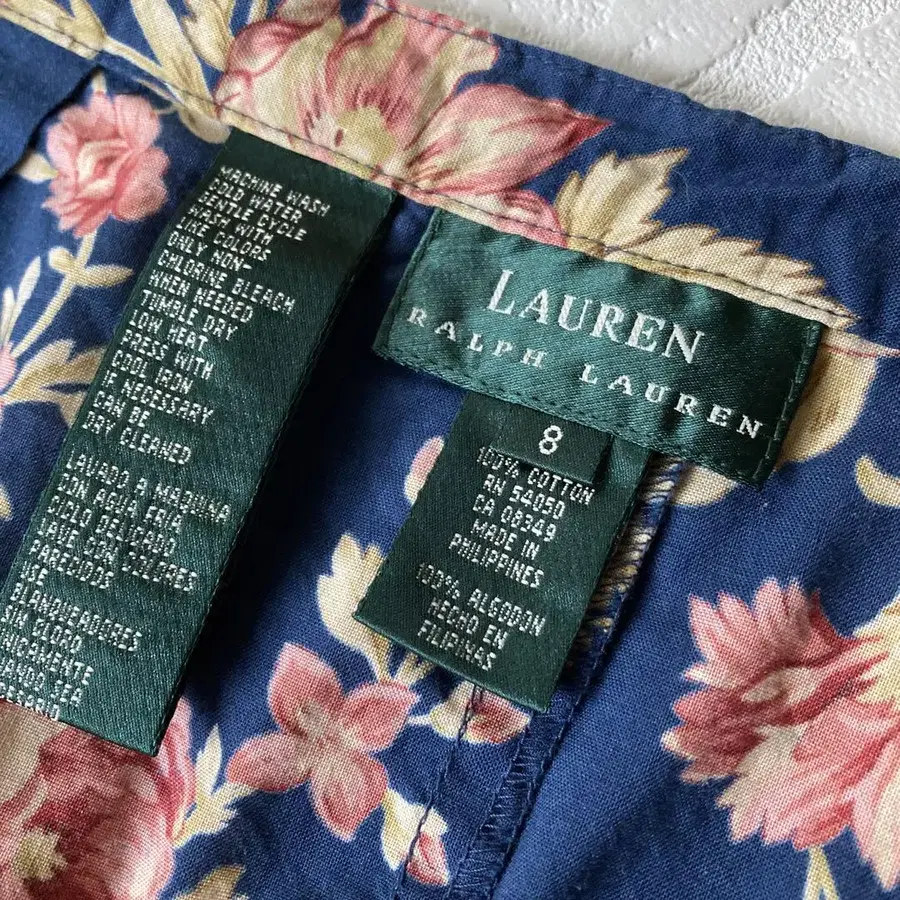 MACHINE WASH
COLD WATER
GENTLE CYCLE
WASH WITH
LIKE COLORS
ONLY NON-
CHLORINE BLEACH
WHEN NEEDED
TUMBLE DRY
LOW HEAT
PRESS WITH
COOL IRON
IF NECESSARY
CAN BE
DRY CLEANED
LAVADO A MAQUINA
CON AGUA FRIA
CICLO DELICADO
LAVE CON COLORES
PARECIDOS
USE
BLANQUEADORES
SIN CLORO
SOLAMENTE
LAUREN
RALPH LAUREN
8
100% COTTON
RN 54050
CA 08349
MADE IN
PHILIPPINES
100% ALGODON
HECHO EN
FILIPINAS